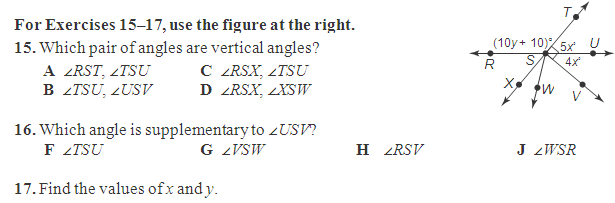 For Exercises 15–17, use the figure at the right.
15. Which pair of angles are vertical angles?
A ∠RST, ∠TSU C ∠RSX, ∠TSU
B ∠TSU, ∠USV D ∠RSX, ∠XSW
T
(10y + 10)° 5x° U
R S 4x°
X W V
16. Which angle is supplementary to ∠USV?
F ∠TSU G ∠VSW H ∠RSV J ∠WSR
17. Find the values of x and y.